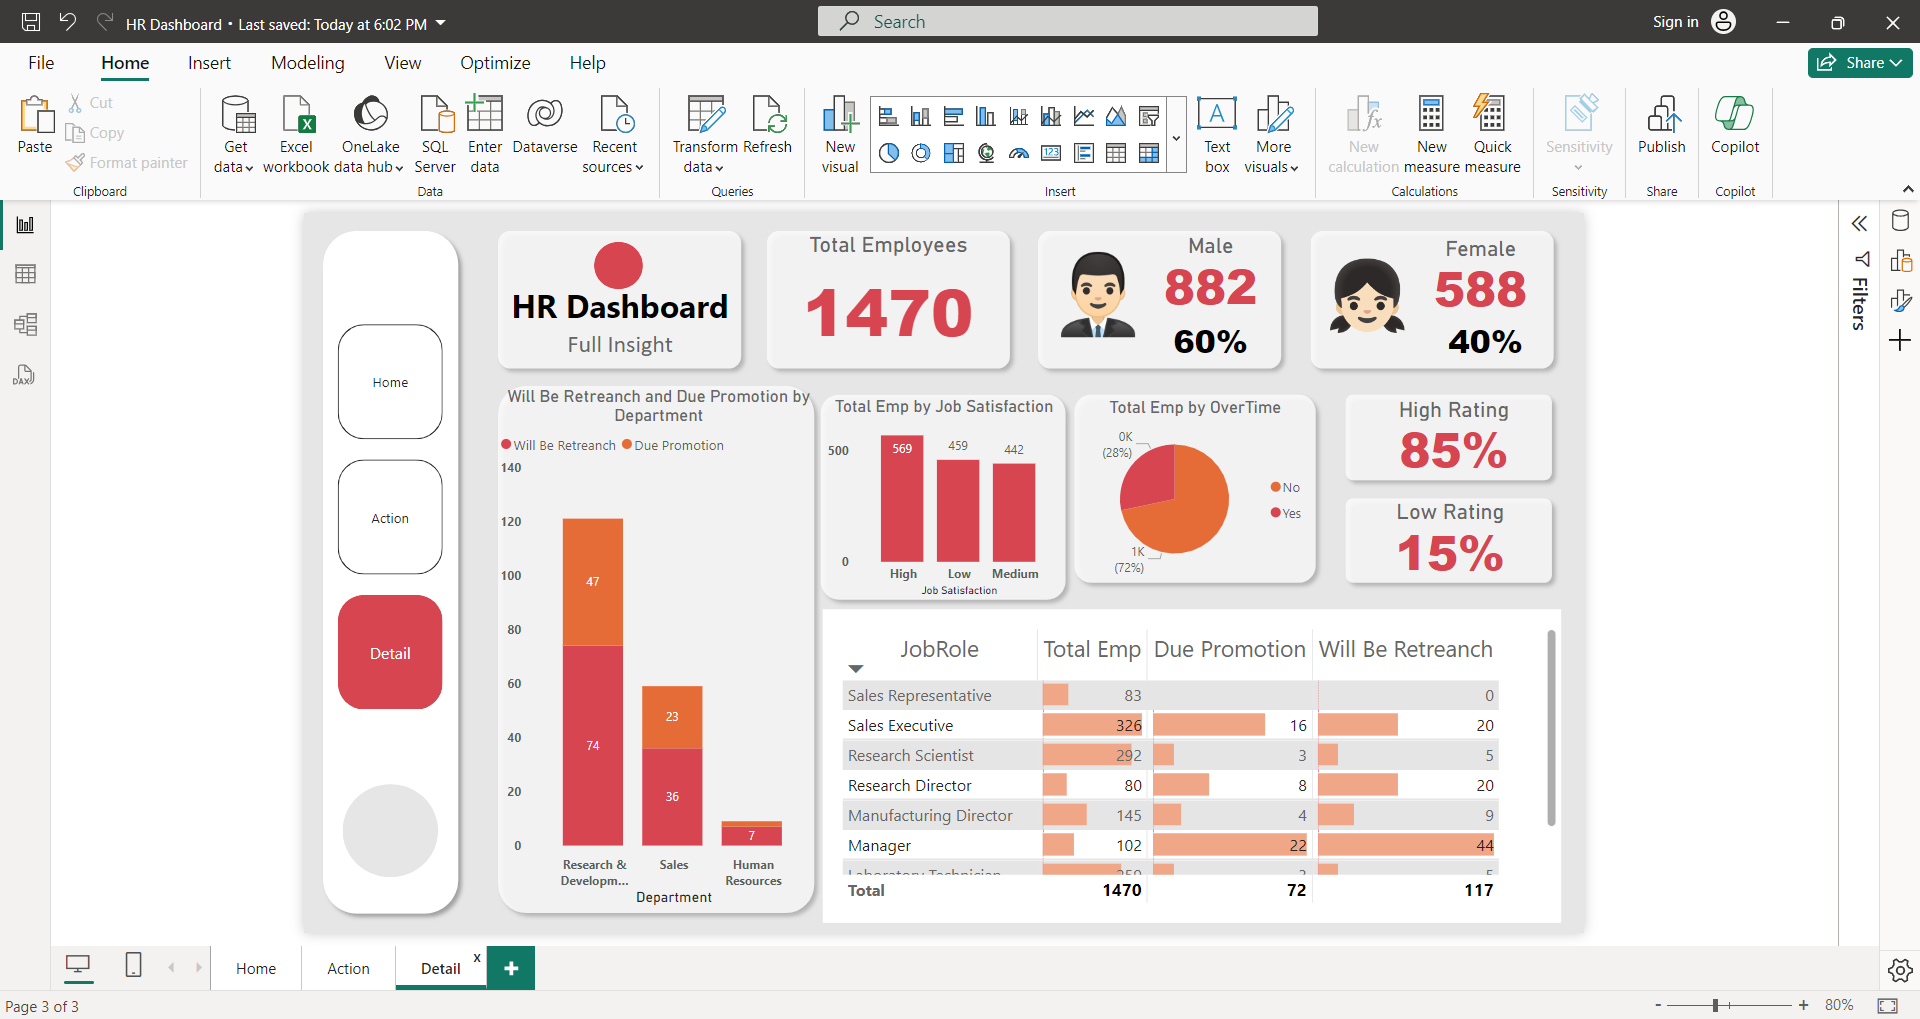 HR Dashboard • Last saved: Today at 6:02 PM
Search
Sign in
File Home Insert Modeling View Optimize Help
Share
Paste
Cut
Copy
Format painter
Clipboard
Get data
Excel workbook
OneLake data hub
SQL Server
Enter data
Dataverse
Recent sources
Data
Transform data
Refresh
Queries
New visual
123
A
Text box
More visuals
Insert
New calculation
New measure
Quick measure
Calculations
Sensitivity
Sensitivity
Publish
Share
Copilot
Copilot
DAX
Home
Action
Detail
HR Dashboard
Full Insight
Total Employees
1470
Male
882
60%
Female
588
40%
Will Be Retreanch and Due Promotion by
Department
Will Be Retreanch Due Promotion
140
120
100
80
60
40
20
0
47
74
23
36
7
Research &
Developm...
Sales
Human
Resources
Department
Total Emp by Job Satisfaction
500
0
569
459
442
High Low Medium
Job Satisfaction
Total Emp by OverTime
0K
(28%)
1K
(72%)
No
Yes
High Rating
85%
Low Rating
15%
JobRole Total Emp Due Promotion Will Be Retreanch
Sales Representative 83 0
Sales Executive 326 16 20
Research Scientist 292 3 5
Research Director 80 8 20
Manufacturing Director 145 4 9
Manager 102 22 44
Total 1470 72 117
Filters
Home Action Detail x
Page 3 of 3
- + 80%